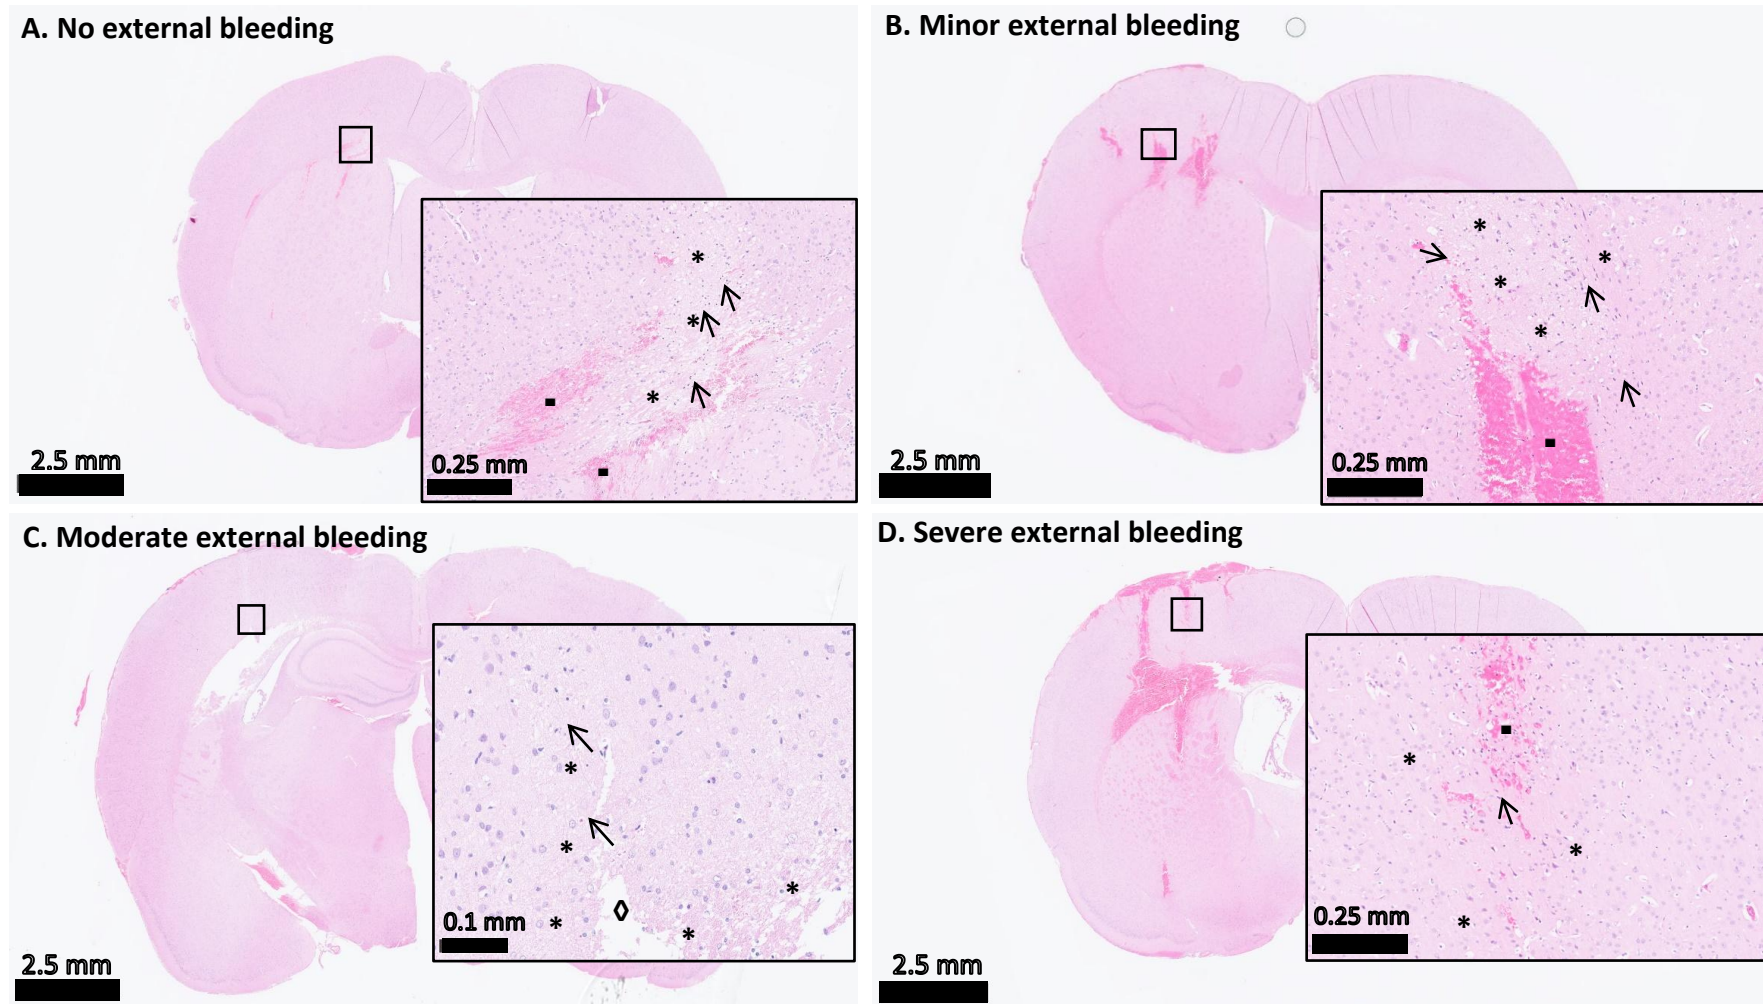 A. No external bleeding
2.5 mm
0.25 mm
B. Minor external bleeding
2.5 mm
0.25 mm
C. Moderate external bleeding
2.5 mm
0.1 mm
D. Severe external bleeding
2.5 mm
0.25 mm